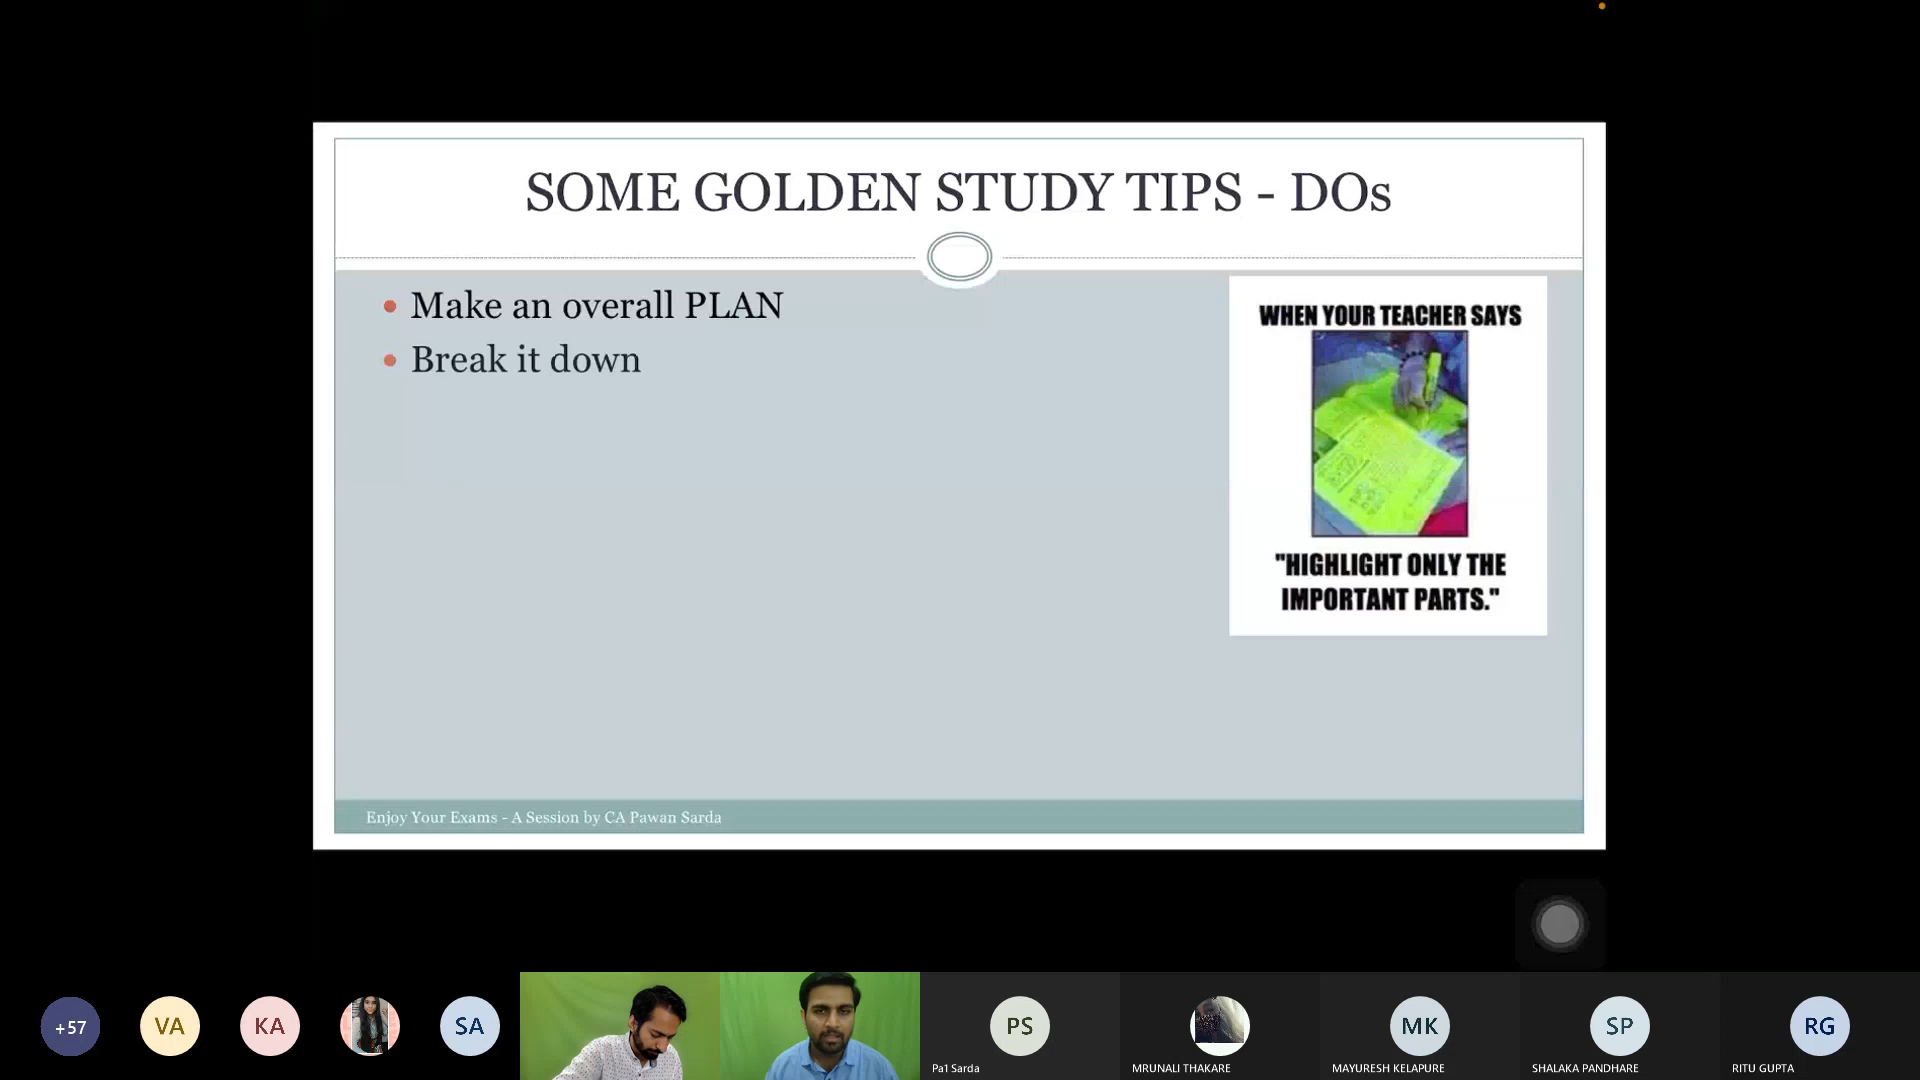 SOME GOLDEN STUDY TIPS - DOs
Make an overall PLAN
Break it down
WHEN YOUR TEACHER SAYS
"HIGHLIGHT ONLY THE
IMPORTANT PARTS."
Enjoy Your Exams - A Session by CA Pawan Sarda
+57
VA
KA
SA
PS
MK
SP
RG
Pa1 Sarda
MRUNALI THAKARE
MAYURESH KELAPURE
SHALAKA PANDHARE
RITU GUPTA